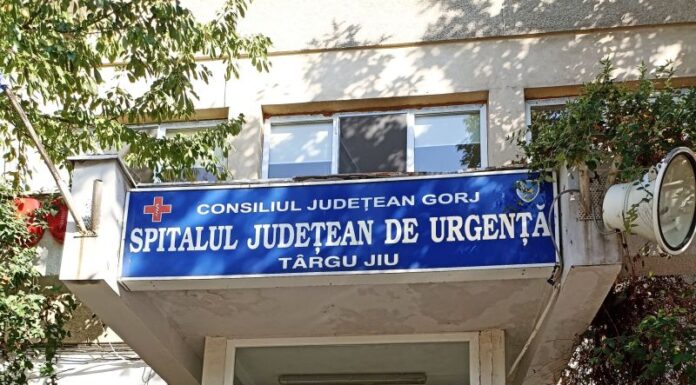 CONSILIUL JUDEȚEAN GORJ
SPITALUL JUDEȚEAN DE URGENȚĂ
TÂRGU JIU